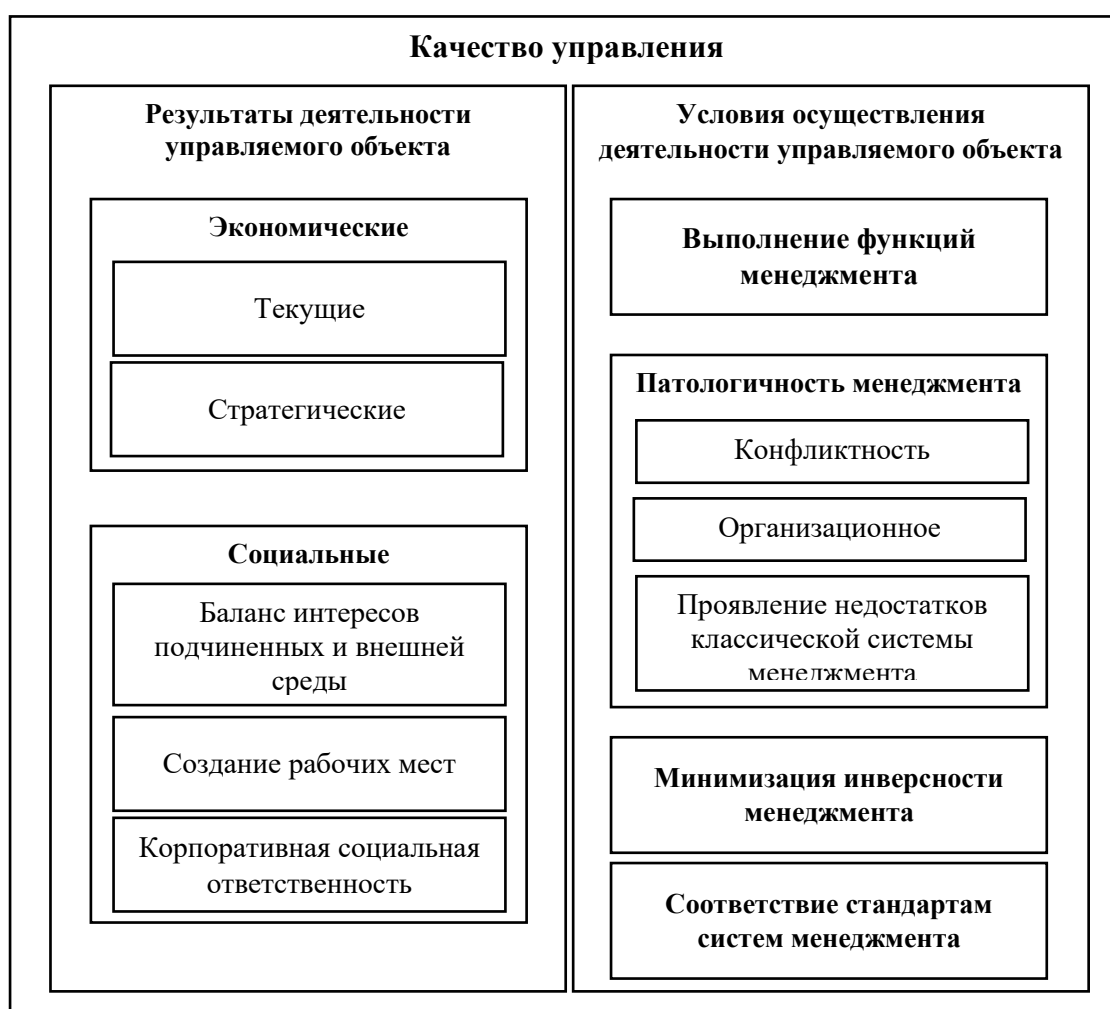 Качество управления
Результаты деятельности
управляемого объекта
Экономические
Текущие
Стратегические
Социальные
Баланс интересов
подчиненных и внешней
среды
Создание рабочих мест
Корпоративная социальная
ответственность
Условия осуществления
деятельности управляемого объекта
Выполнение функций
менеджмента
Патологичность менеджмента
Конфликтность
Организационное
Проявление недостатков
классической системы
менеджмента
Минимизация инверсности
менеджмента
Соответствие стандартам
систем менеджмента